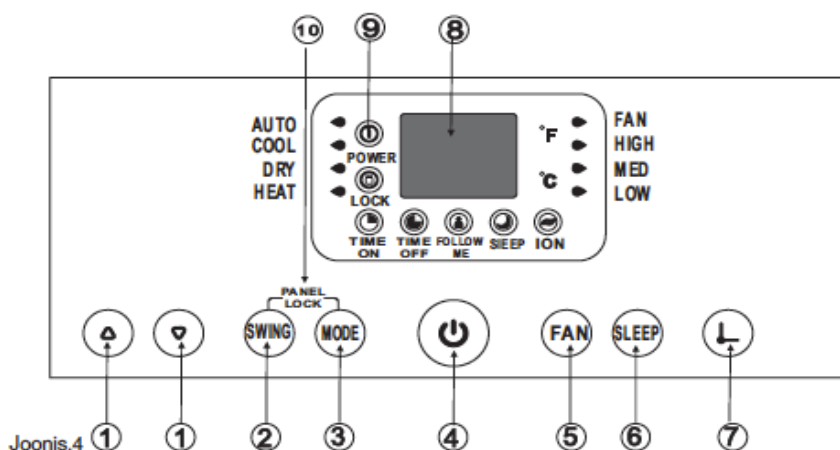 ⑩ ⑨ ⑧
AUTO
COOL
DRY
HEAT
POWER
LOCK
°F
°C
FAN
HIGH
MED
LOW
TIME ON
TIME OFF
FOLLOW ME
SlEEP
ION
PANEL
LOCK
SWING MODE FAN SLEEP
Joonis.4 ① ① ② ③ ④ ⑤ ⑥ ⑦